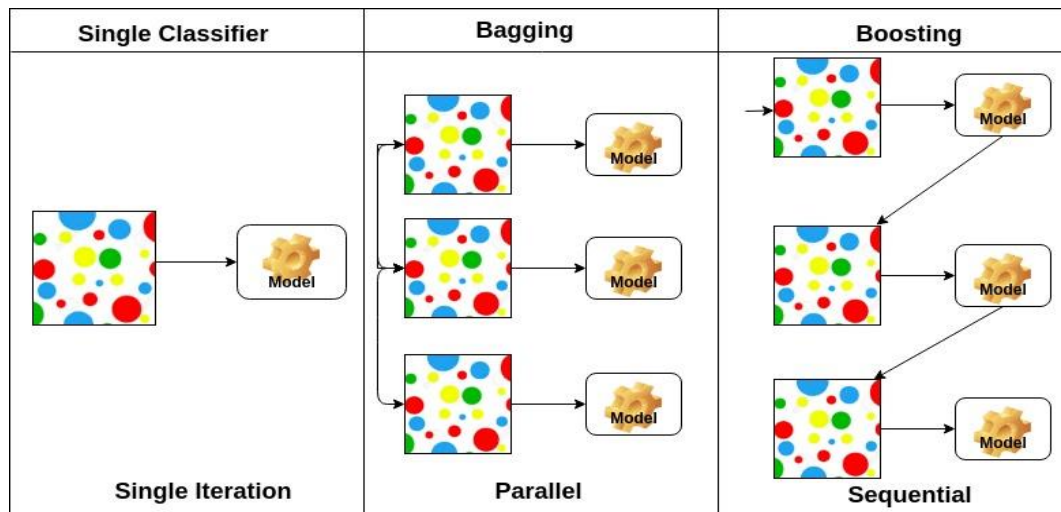 Single Classifier
Bagging
Boosting
Model
Model
Model
Model
Model
Model
Model
Single Iteration
Parallel
Sequential